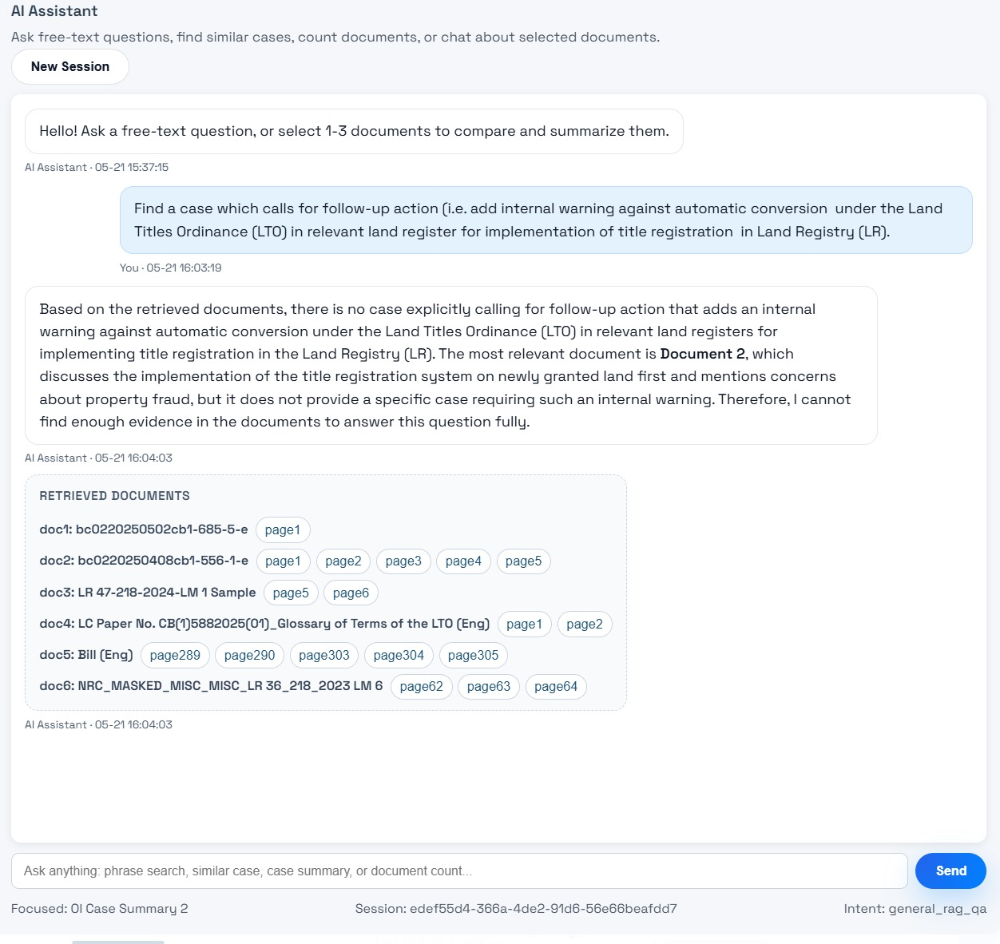 AI Assistant
Ask free-text questions, find similar cases, count documents, or chat about selected documents.
New Session
Hello! Ask a free-text question, or select 1-3 documents to compare and summarize them.
AI Assistant · 05-21 15:37:15
Find a case which calls for follow-up action (i.e. add internal warning against automatic conversion  under the Land
Titles Ordinance (LTO) in relevant land register for implementation of title registration  in Land Registry (LR).
You · 05-21 16:03:19
Based on the retrieved documents, there is no case explicitly calling for follow-up action that adds an internal
warning against automatic conversion under the Land Titles Ordinance (LTO) in relevant land registers for
implementing title registration in the Land Registry (LR). The most relevant document is Document 2, which
discusses the implementation of the title registration system on newly granted land first and mentions concerns
about property fraud, but it does not provide a specific case requiring such an internal warning. Therefore, I cannot
find enough evidence in the documents to answer this question fully.
AI Assistant · 05-21 16:04:03
RETRIEVED DOCUMENTS
doc1: bc0220250502cb1-685-5-e page1
doc2: bc0220250408cb1-556-1-e page1 page2 page3 page4 page5
doc3: LR 47-218-2024-LM 1 Sample page5 page6
doc4: LC Paper No. CB(1)5882025(01)_Glossary of Terms of the LTO (Eng) page1 page2
doc5: Bill (Eng) page289 page290 page303 page304 page305
doc6: NRC_MASKED_MISC_MISC_LR 36_218_2023 LM 6 page62 page63 page64
AI Assistant · 05-21 16:04:03
Ask anything: phrase search, similar case, case summary, or document count...
Send
Focused: OI Case Summary 2
Session: edef55d4-366a-4de2-91d6-56e66beafdd7
Intent: general_rag_qa